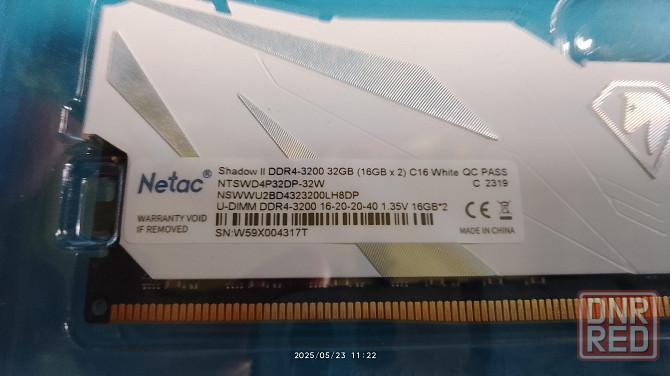 Netac®
WARRANTY VOID
IF REMOVED
Shadow II DDR4-3200 32GB (16GB x 2) C16 White QC PASS
NTSWD4P32DP-32W C 2319
NSWWU2BD4323200LH8DP
U-DIMM DDR4-3200 16-20-20-40 1.35V 16GB*2
SN:W59X004317T
CE
MADE IN CHINA
DNR
RED
2025/05/23 11:22